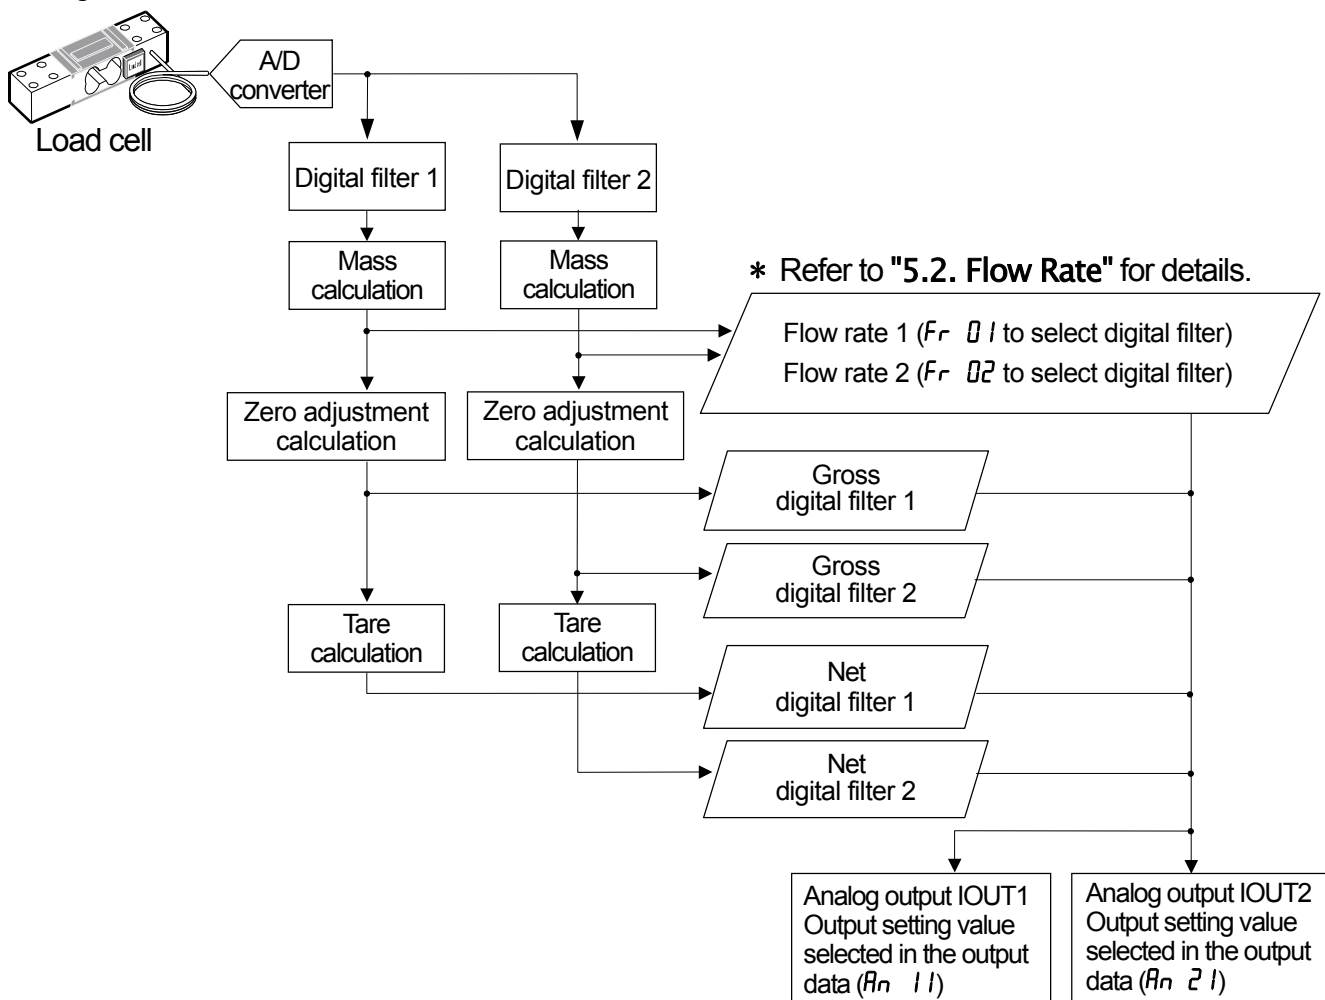 A/D
converter
Load cell
Digital filter 1
Digital filter 2
Mass
calculation
Mass
calculation
* Refer to "5.2. Flow Rate" for details.
Flow rate 1 (Fr 01 to select digital filter)
Flow rate 2 (Fr 02 to select digital filter)
Zero adjustment
calculation
Zero adjustment
calculation
Gross
digital filter 1
Gross
digital filter 2
Tare
calculation
Tare
calculation
Net
digital filter 1
Net
digital filter 2
Analog output IOUT1
Output setting value
selected in the output
data (An 11)
Analog output IOUT2
Output setting value
selected in the output
data (An 21)